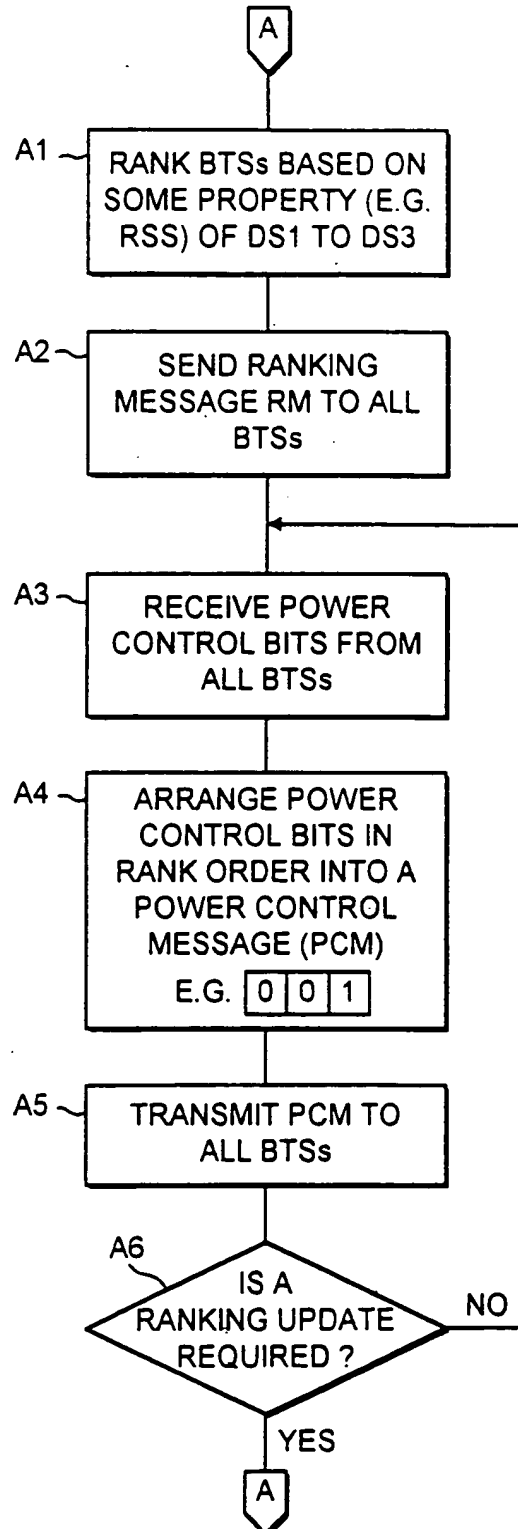 A
A1
RANK BTSs BASED ON
SOME PROPERTY (E.G.
RSS) OF DS1 TO DS3
A2
SEND RANKING
MESSAGE RM TO ALL
BTSs
A3
RECEIVE POWER
CONTROL BITS FROM
ALL BTSs
A4
ARRANGE POWER
CONTROL BITS IN
RANK ORDER INTO A
POWER CONTROL
MESSAGE (PCM)
E.G. 0 0 1
A5
TRANSMIT PCM TO
ALL BTSs
A6
IS A
RANKING UPDATE
REQUIRED ?
NO
YES
A